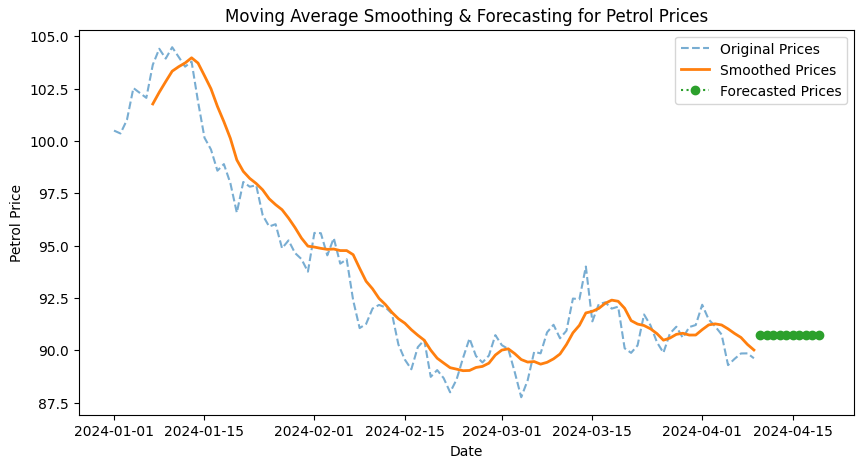 Moving Average Smoothing & Forecasting for Petrol Prices
Original Prices
Smoothed Prices
Forecasted Prices
Petrol Price
105.0
102.5
100.0
97.5
95.0
92.5
90.0
87.5
2024-01-01
2024-01-15
2024-02-01
2024-02-15
2024-03-01
2024-03-15
2024-04-01
2024-04-15
Date